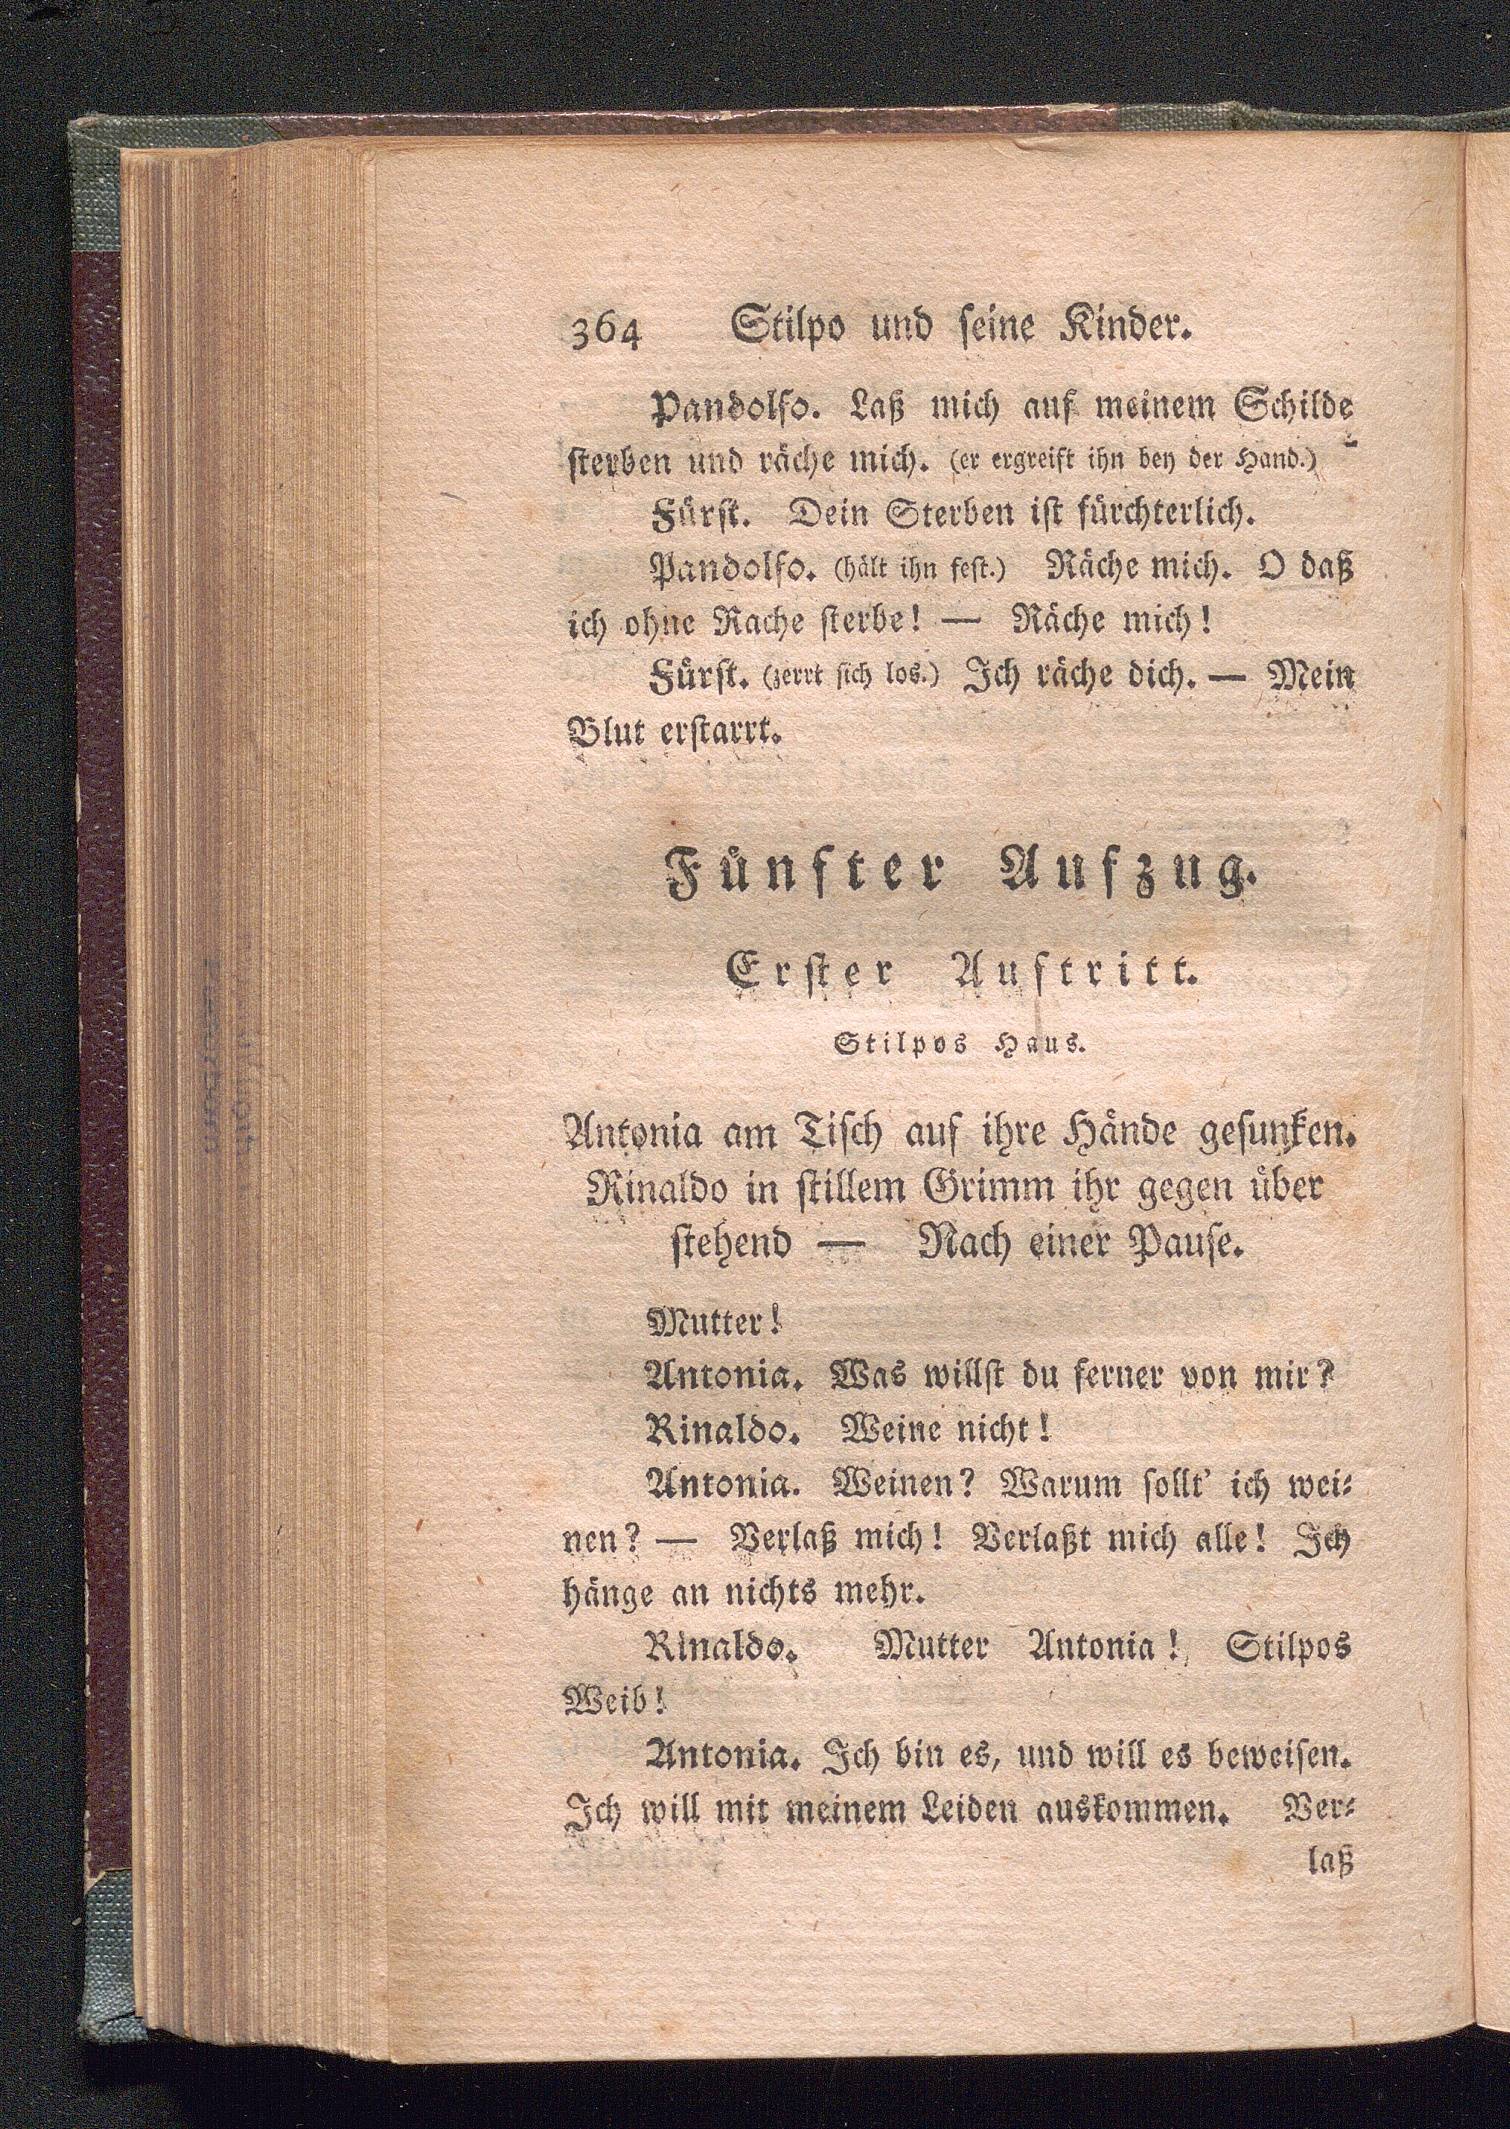 364 Stilpo und ſeine Kinder.
Pandolfo. Laß mich auf meinem Schilde
ſterben und räche mich. (er ergreift ihn bey der Hand.)
Fürſt. Dein Sterben iſt fürchterlich.
Pandolfo. (hält ihn feſt.) Räche mich. O daß
ich ohne Rache ſterbe! — Räche mich!
Fürſt. (zerrt ſich los.) Ich räche dich. — Mein
Blut erſtarrt.
Fünfter Aufzug.
Erſter Auftritt.
Stilpos Haus.
Antonia am Tiſch auf ihre Hände geſunken.
Rinaldo in ſtillem Grimm ihr gegen über
ſtehend — Nach einer Pauſe.
Mutter!
Antonia. Was willſt du ferner von mir?
Rinaldo. Weine nicht!
Antonia. Weinen? Warum ſollt' ich wei⸗
nen? — Verlaß mich! Verlaßt mich alle! Ich
hänge an nichts mehr.
Rinaldo. Mutter Antonia! Stilpos
Weib!
Antonia. Ich bin es, und will es beweiſen.
Ich will mit meinem Leiden auskommen. Ver⸗
laß